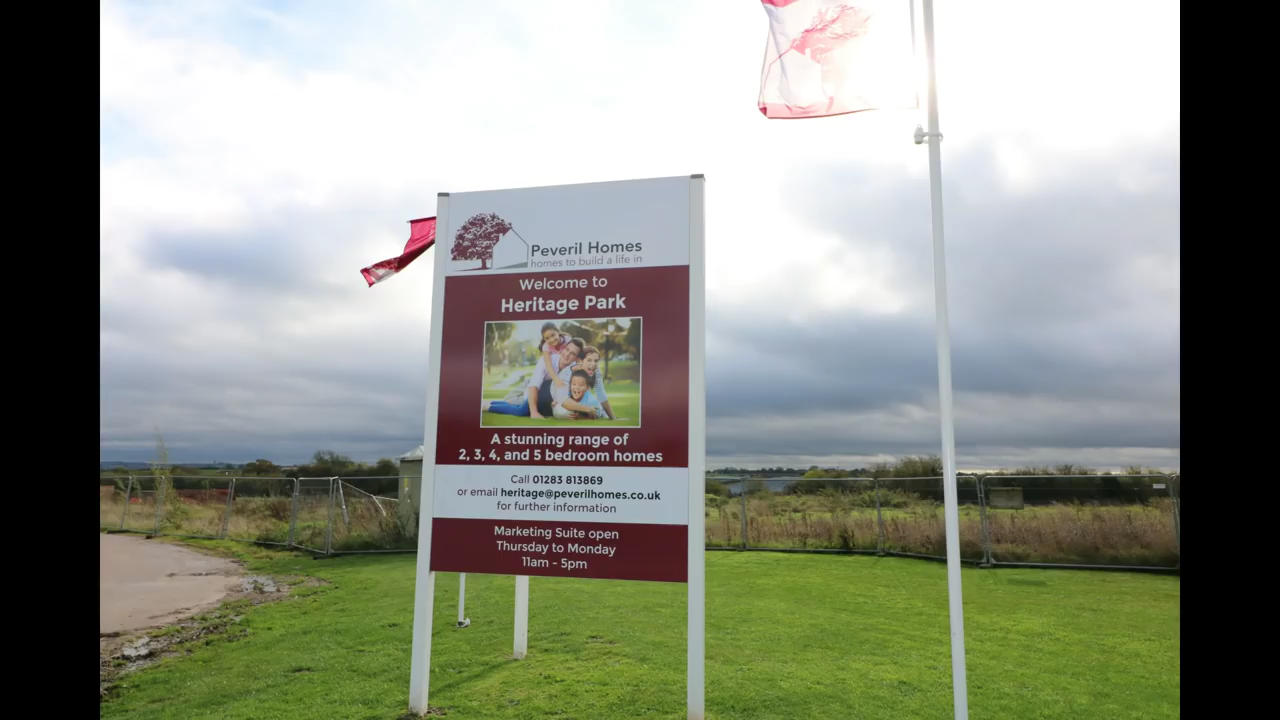 Peveril Homes
homes to build a life in
Welcome to
Heritage Park
A stunning range of
2, 3, 4, and 5 bedroom homes
Call 01283 813869
or email heritage@peverilhomes.co.uk
for further information
Marketing Suite open
Thursday to Monday
11am - 5pm